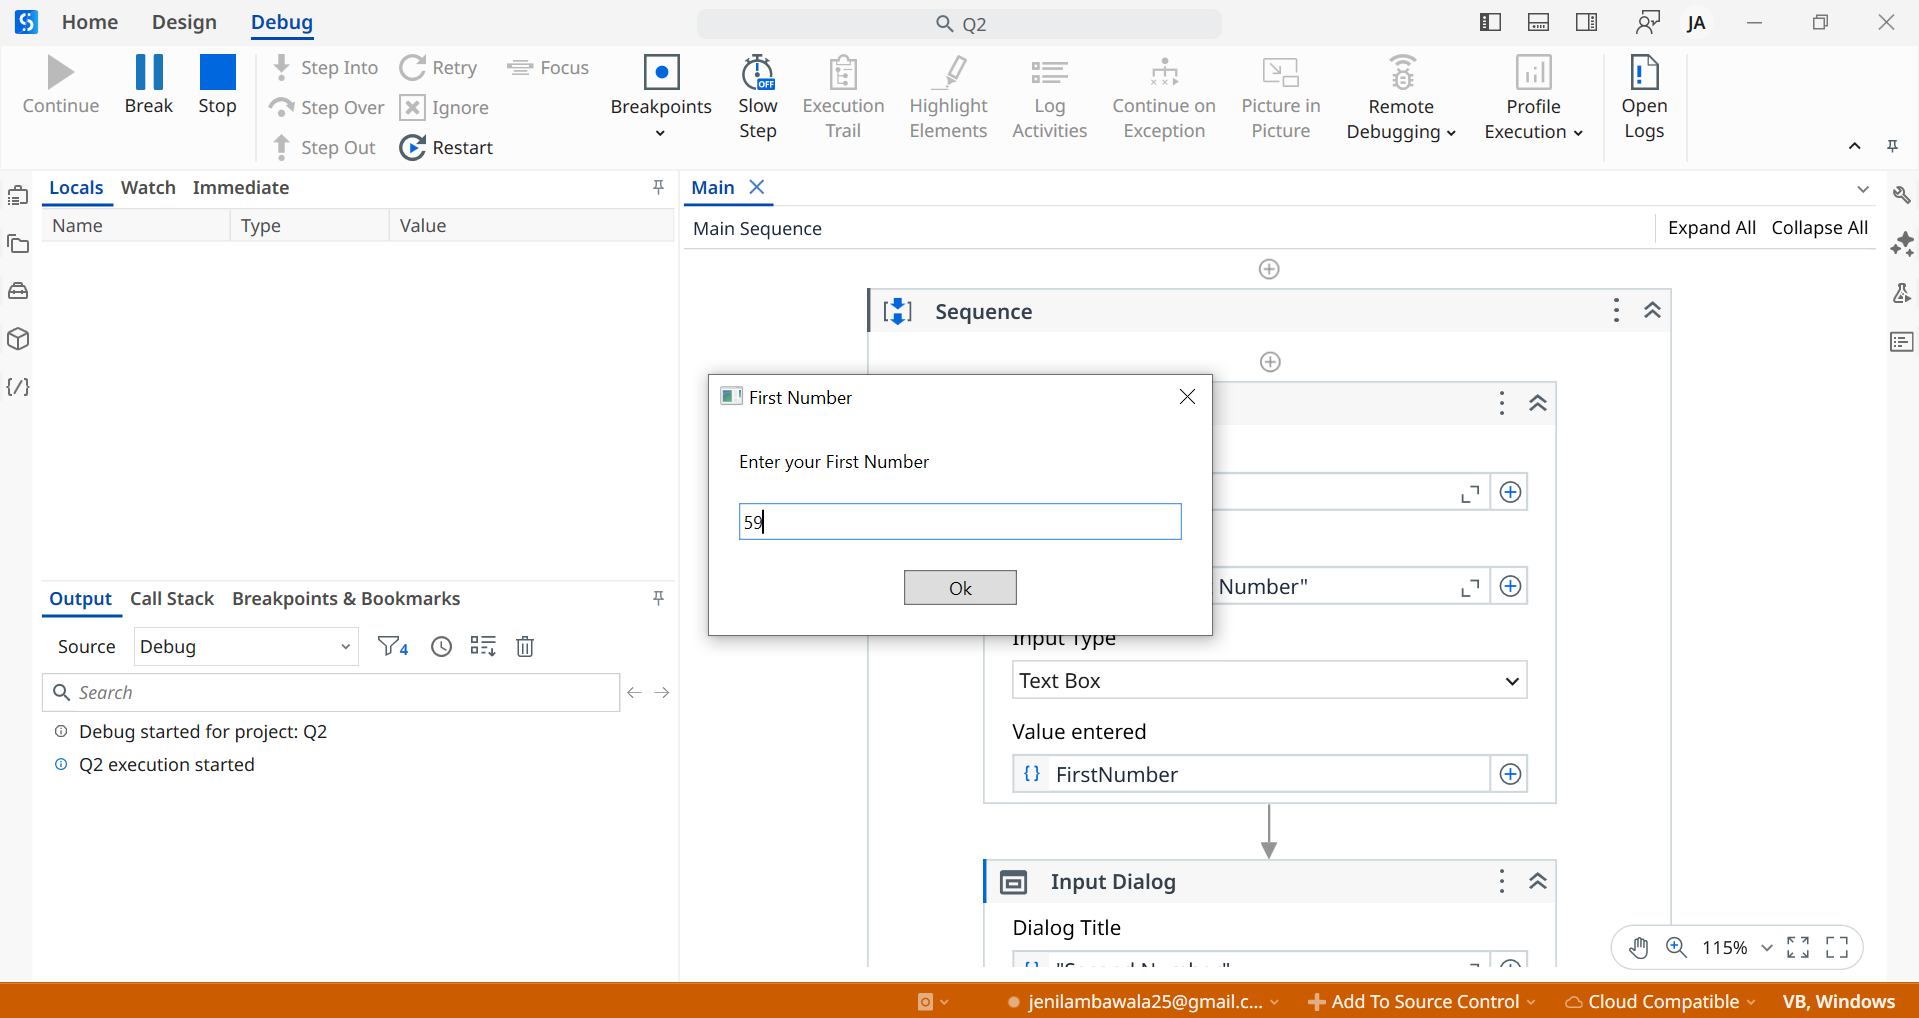 Home Design Debug
Q2
JA
Continue
Break
Stop
Step Into
Step Over
Step Out
Retry
Ignore
Restart
Focus
Breakpoints
Slow
Step
OFF
Execution
Trail
Highlight
Elements
Log
Activities
Continue on
Exception
Picture in
Picture
Remote
Debugging
Profile
Execution
Open
Logs
Locals Watch Immediate
Name Type Value
Main
Main Sequence
Expand All Collapse All
Sequence
First Number
Enter your First Number
59
Ok
Number"
Input Type
Text Box
Value entered
FirstNumber
Input Dialog
Dialog Title
"Second Number"
115%
Output Call Stack Breakpoints & Bookmarks
Source Debug
4
Search
Debug started for project: Q2
Q2 execution started
jenilambawala25@gmail.c...
Add To Source Control
Cloud Compatible
VB, Windows